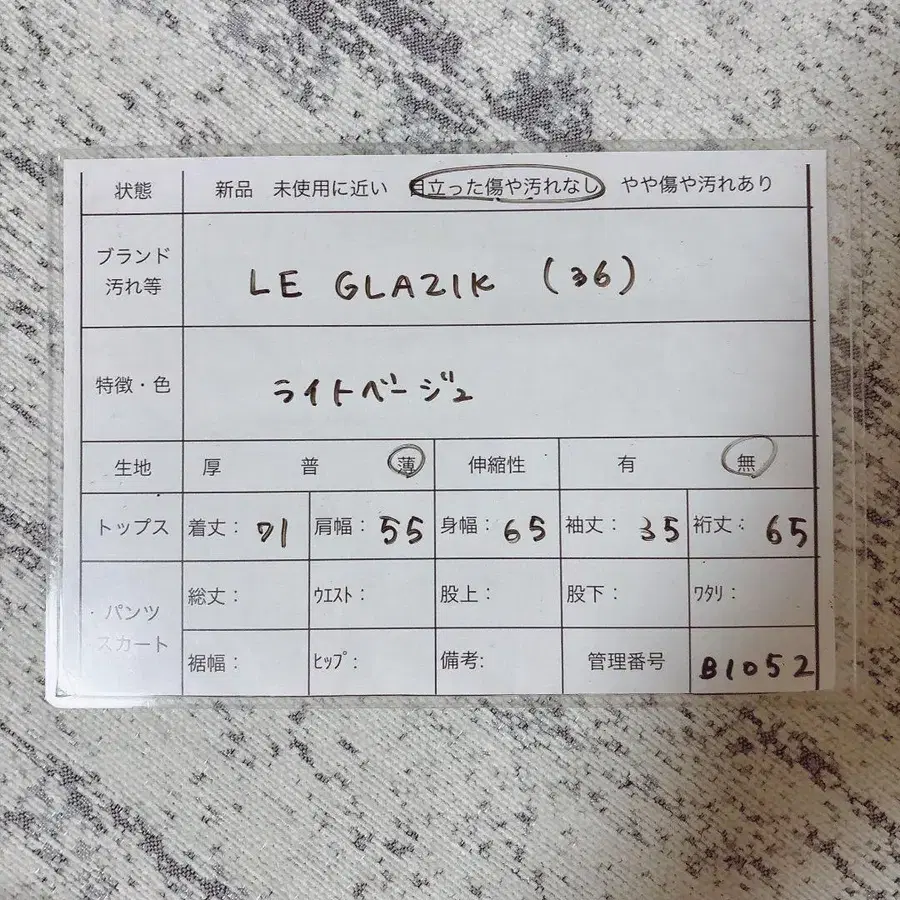 状態 新品 未使用に近い 目立った傷や汚れなし やや傷や汚れあり
ブランド
汚れ等
LE GLAZIK (36)
特徴・色 ライトベージュ
生地 厚 普 薄 伸縮性 有 無
トップス 着丈: 71 肩幅: 55 身幅: 65 袖丈: 35 裄丈: 65
パンツ
スカート
総丈: ウエスト: 股上: 股下: ワタリ:
裾幅: ヒップ: 備考: 管理番号 B1052